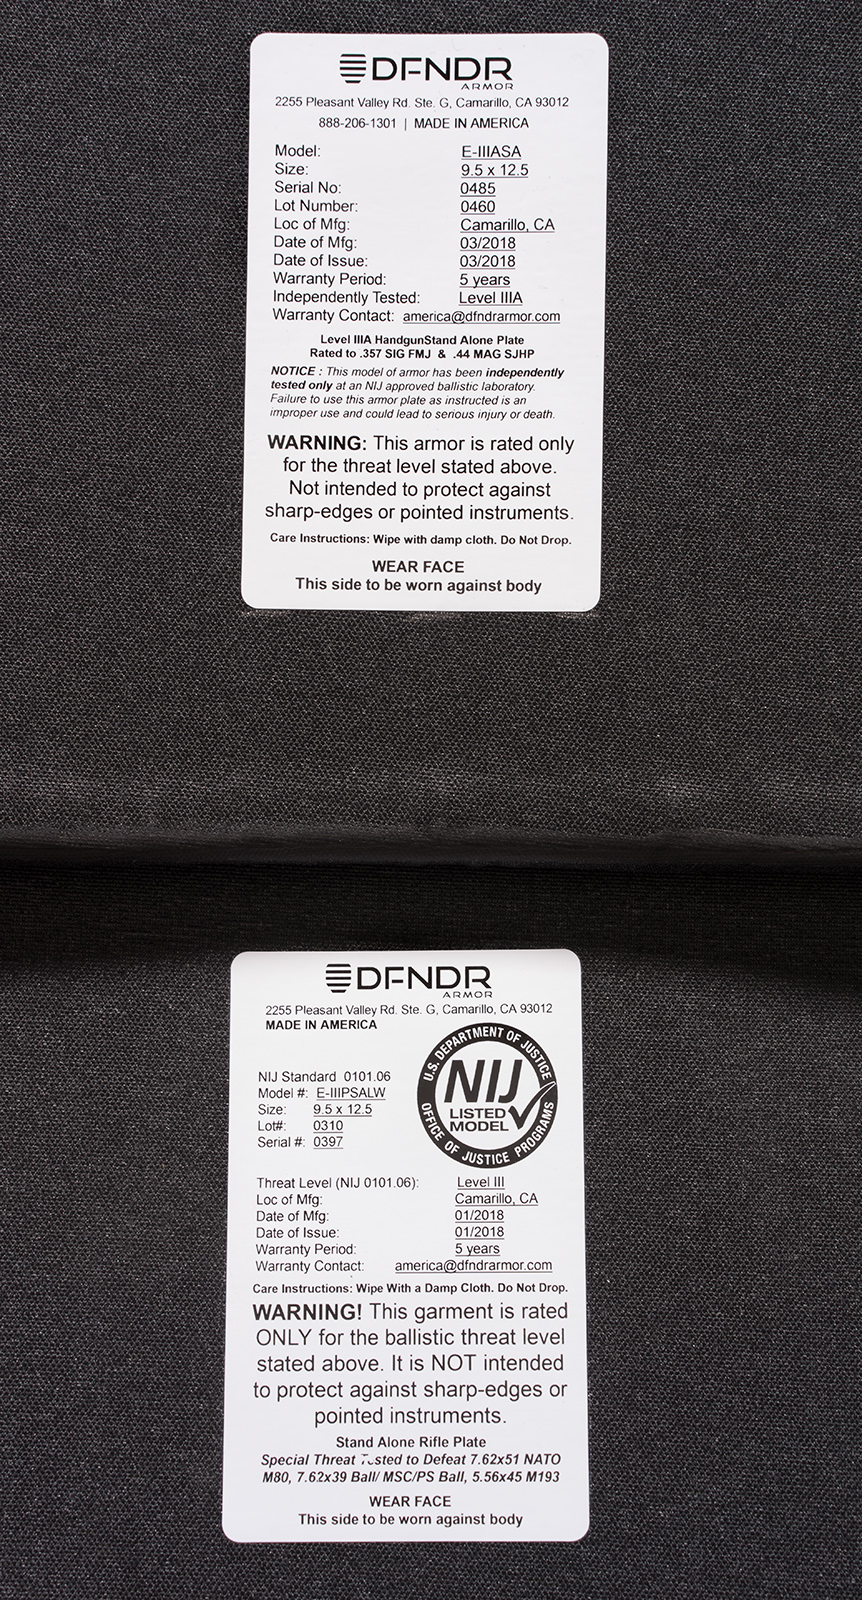 DFNDR
ARMOR
2255 Pleasant Valley Rd. Ste. G, Camarillo, CA 93012
888-206-1301 | MADE IN AMERICA
Model: E-IIIASA
Size: 9.5 x 12.5
Serial No: 0485
Lot Number: 0460
Loc of Mfg: Camarillo, CA
Date of Mfg: 03/2018
Date of Issue: 03/2018
Warranty Period: 5 years
Independently Tested: Level IIIA
Warranty Contact: america@dfndrarmor.com
Level IIIA HandgunStand Alone Plate
Rated to .357 SIG FMJ & .44 MAG SJHP
NOTICE : This model of armor has been independently
tested only at an NIJ approved ballistic laboratory.
Failure to use this armor plate as instructed is an
improper use and could lead to serious injury or death.
WARNING: This armor is rated only
for the threat level stated above.
Not intended to protect against
sharp-edges or pointed instruments.
Care Instructions: Wipe with damp cloth. Do Not Drop.
WEAR FACE
This side to be worn against body
DFNDR
ARMOR
2255 Pleasant Valley Rd. Ste. G, Camarillo, CA 93012
MADE IN AMERICA
U.S. DEPARTMENT OF JUSTICE
NIJ
LISTED
MODEL
OFFICE OF JUSTICE PROGRAMS
NIJ Standard 0101.06
Model #: E-IIIPSALW
Size: 9.5 x 12.5
Lot#: 0310
Serial #: 0397
Threat Level (NIJ 0101.06): Level III
Loc of Mfg: Camarillo, CA
Date of Mfg: 01/2018
Date of Issue: 01/2018
Warranty Period: 5 years
Warranty Contact: america@dfndrarmor.com
Care Instructions: Wipe With a Damp Cloth. Do Not Drop.
WARNING! This garment is rated
ONLY for the ballistic threat level
stated above. It is NOT intended
to protect against sharp-edges or
pointed instruments.
Stand Alone Rifle Plate
Special Threat Tested to Defeat 7.62x51 NATO
M80, 7.62x39 Ball/ MSC/PS Ball, 5.56x45 M193
WEAR FACE
This side to be worn against body